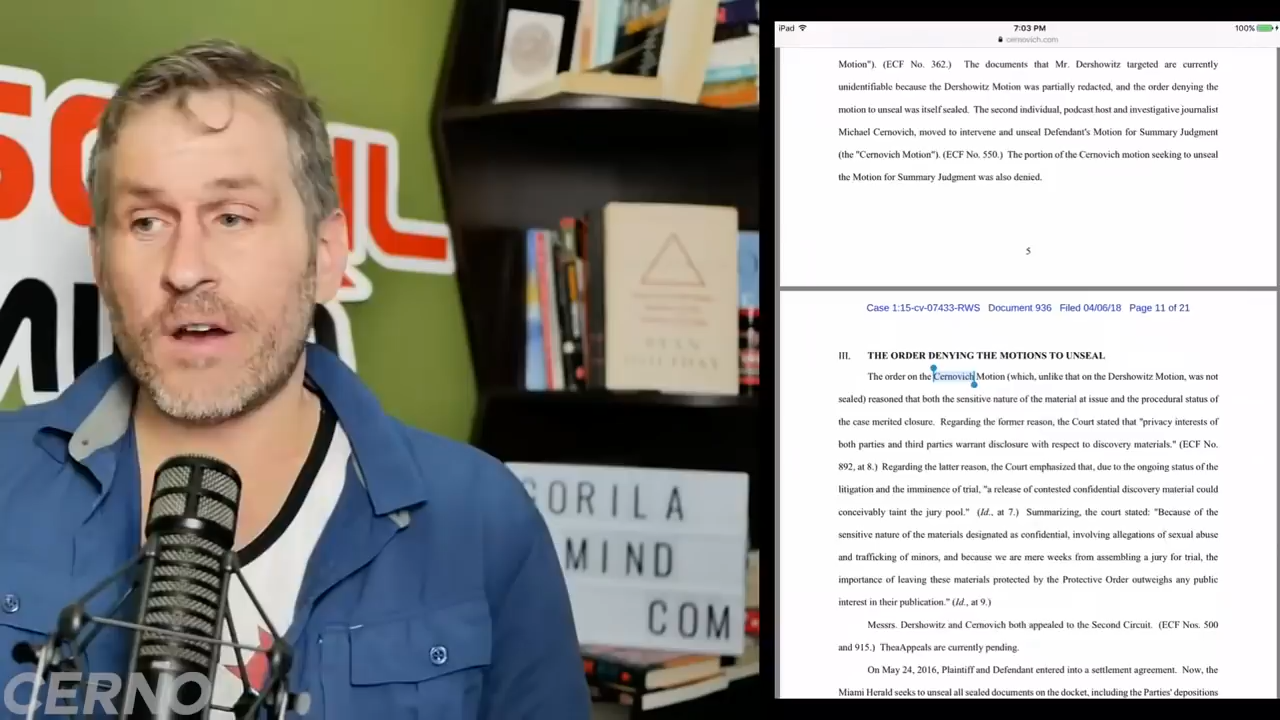 GORILA
MIND
COM
CERNO
iPad 7:03 PM 100%
cernovich.com
Motion"). (ECF No. 362.) The documents that Mr. Dershowitz targeted are currently
unidentifiable because the Dershowitz Motion was partially redacted, and the order denying the
motion to unseal was itself sealed. The second individual, podcast host and investigative journalist
Michael Cernovich, moved to intervene and unseal Defendant's Motion for Summary Judgment
(the "Cernovich Motion"). (ECF No. 550.) The portion of the Cernovich motion seeking to unseal
the Motion for Summary Judgment was also denied.
5
Case 1:15-cv-07433-RWS Document 936 Filed 04/06/18 Page 11 of 21
III. THE ORDER DENYING THE MOTIONS TO UNSEAL
The order on the Cernovich Motion (which, unlike that on the Dershowitz Motion, was not
sealed) reasoned that both the sensitive nature of the material at issue and the procedural status of
the case merited closure. Regarding the former reason, the Court stated that "privacy interests of
both parties and third parties warrant disclosure with respect to discovery materials." (ECF No.
892, at 8.) Regarding the latter reason, the Court emphasized that, due to the ongoing status of the
litigation and the imminence of trial, "a release of contested confidential discovery material could
conceivably taint the jury pool." (Id., at 7.) Summarizing, the court stated: "Because of the
sensitive nature of the materials designated as confidential, involving allegations of sexual abuse
and trafficking of minors, and because we are mere weeks from assembling a jury for trial, the
importance of leaving these materials protected by the Protective Order outweighs any public
interest in their publication." (Id., at 9.)
Messrs. Dershowitz and Cernovich both appealed to the Second Circuit. (ECF Nos. 500
and 915.) TheaAppeals are currently pending.
On May 24, 2016, Plaintiff and Defendant entered into a settlement agreement. Now, the
Miami Herald seeks to unseal all sealed documents on the docket, including the Parties' depositions